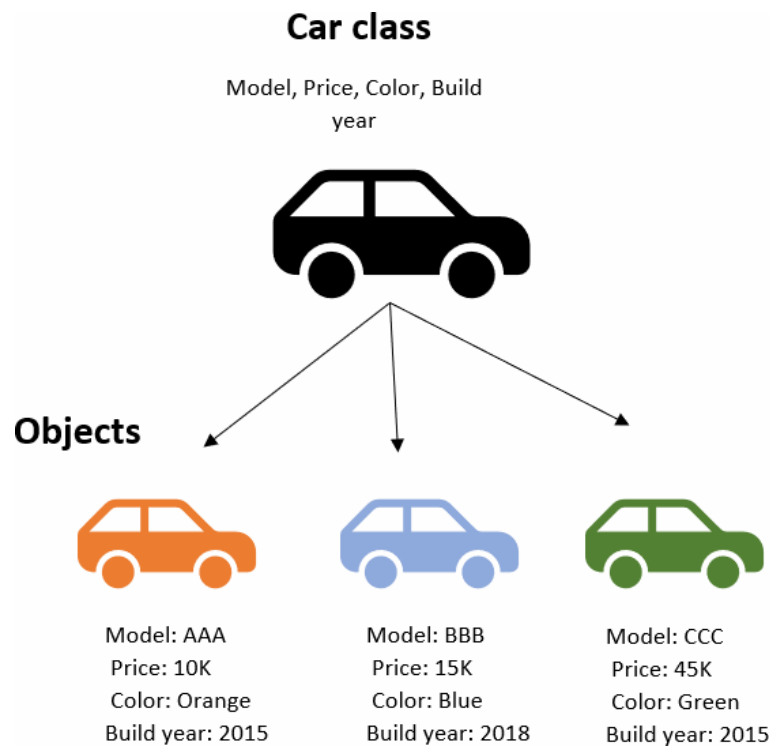 Car class
Model, Price, Color, Build
year
Objects
Model: AAA
Price: 10K
Color: Orange
Build year: 2015
Model: BBB
Price: 15K
Color: Blue
Build year: 2018
Model: CCC
Price: 45K
Color: Green
Build year: 2015